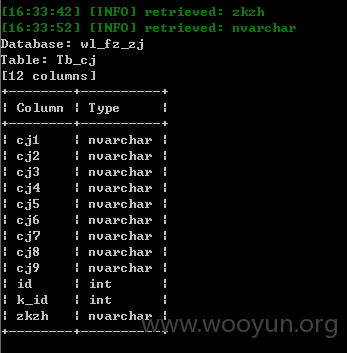 [16:33:42] [INFO] retrieved: zkzh
[16:33:52] [INFO] retrieved: nvarchar
Database: wl_fz_zj
Table: Tb_cj
[12 columns]
+--------+----------+
¦ Column ¦ Type     ¦
+--------+----------+
¦ cj1    ¦ nvarchar ¦
¦ cj2    ¦ nvarchar ¦
¦ cj3    ¦ nvarchar ¦
¦ cj4    ¦ nvarchar ¦
¦ cj5    ¦ nvarchar ¦
¦ cj6    ¦ nvarchar ¦
¦ cj7    ¦ nvarchar ¦
¦ cj8    ¦ nvarchar ¦
¦ cj9    ¦ nvarchar ¦
¦ id     ¦ int      ¦
¦ k_id   ¦ int      ¦
¦ zkzh   ¦ nvarchar ¦
+--------+----------+
www.wooyun.org